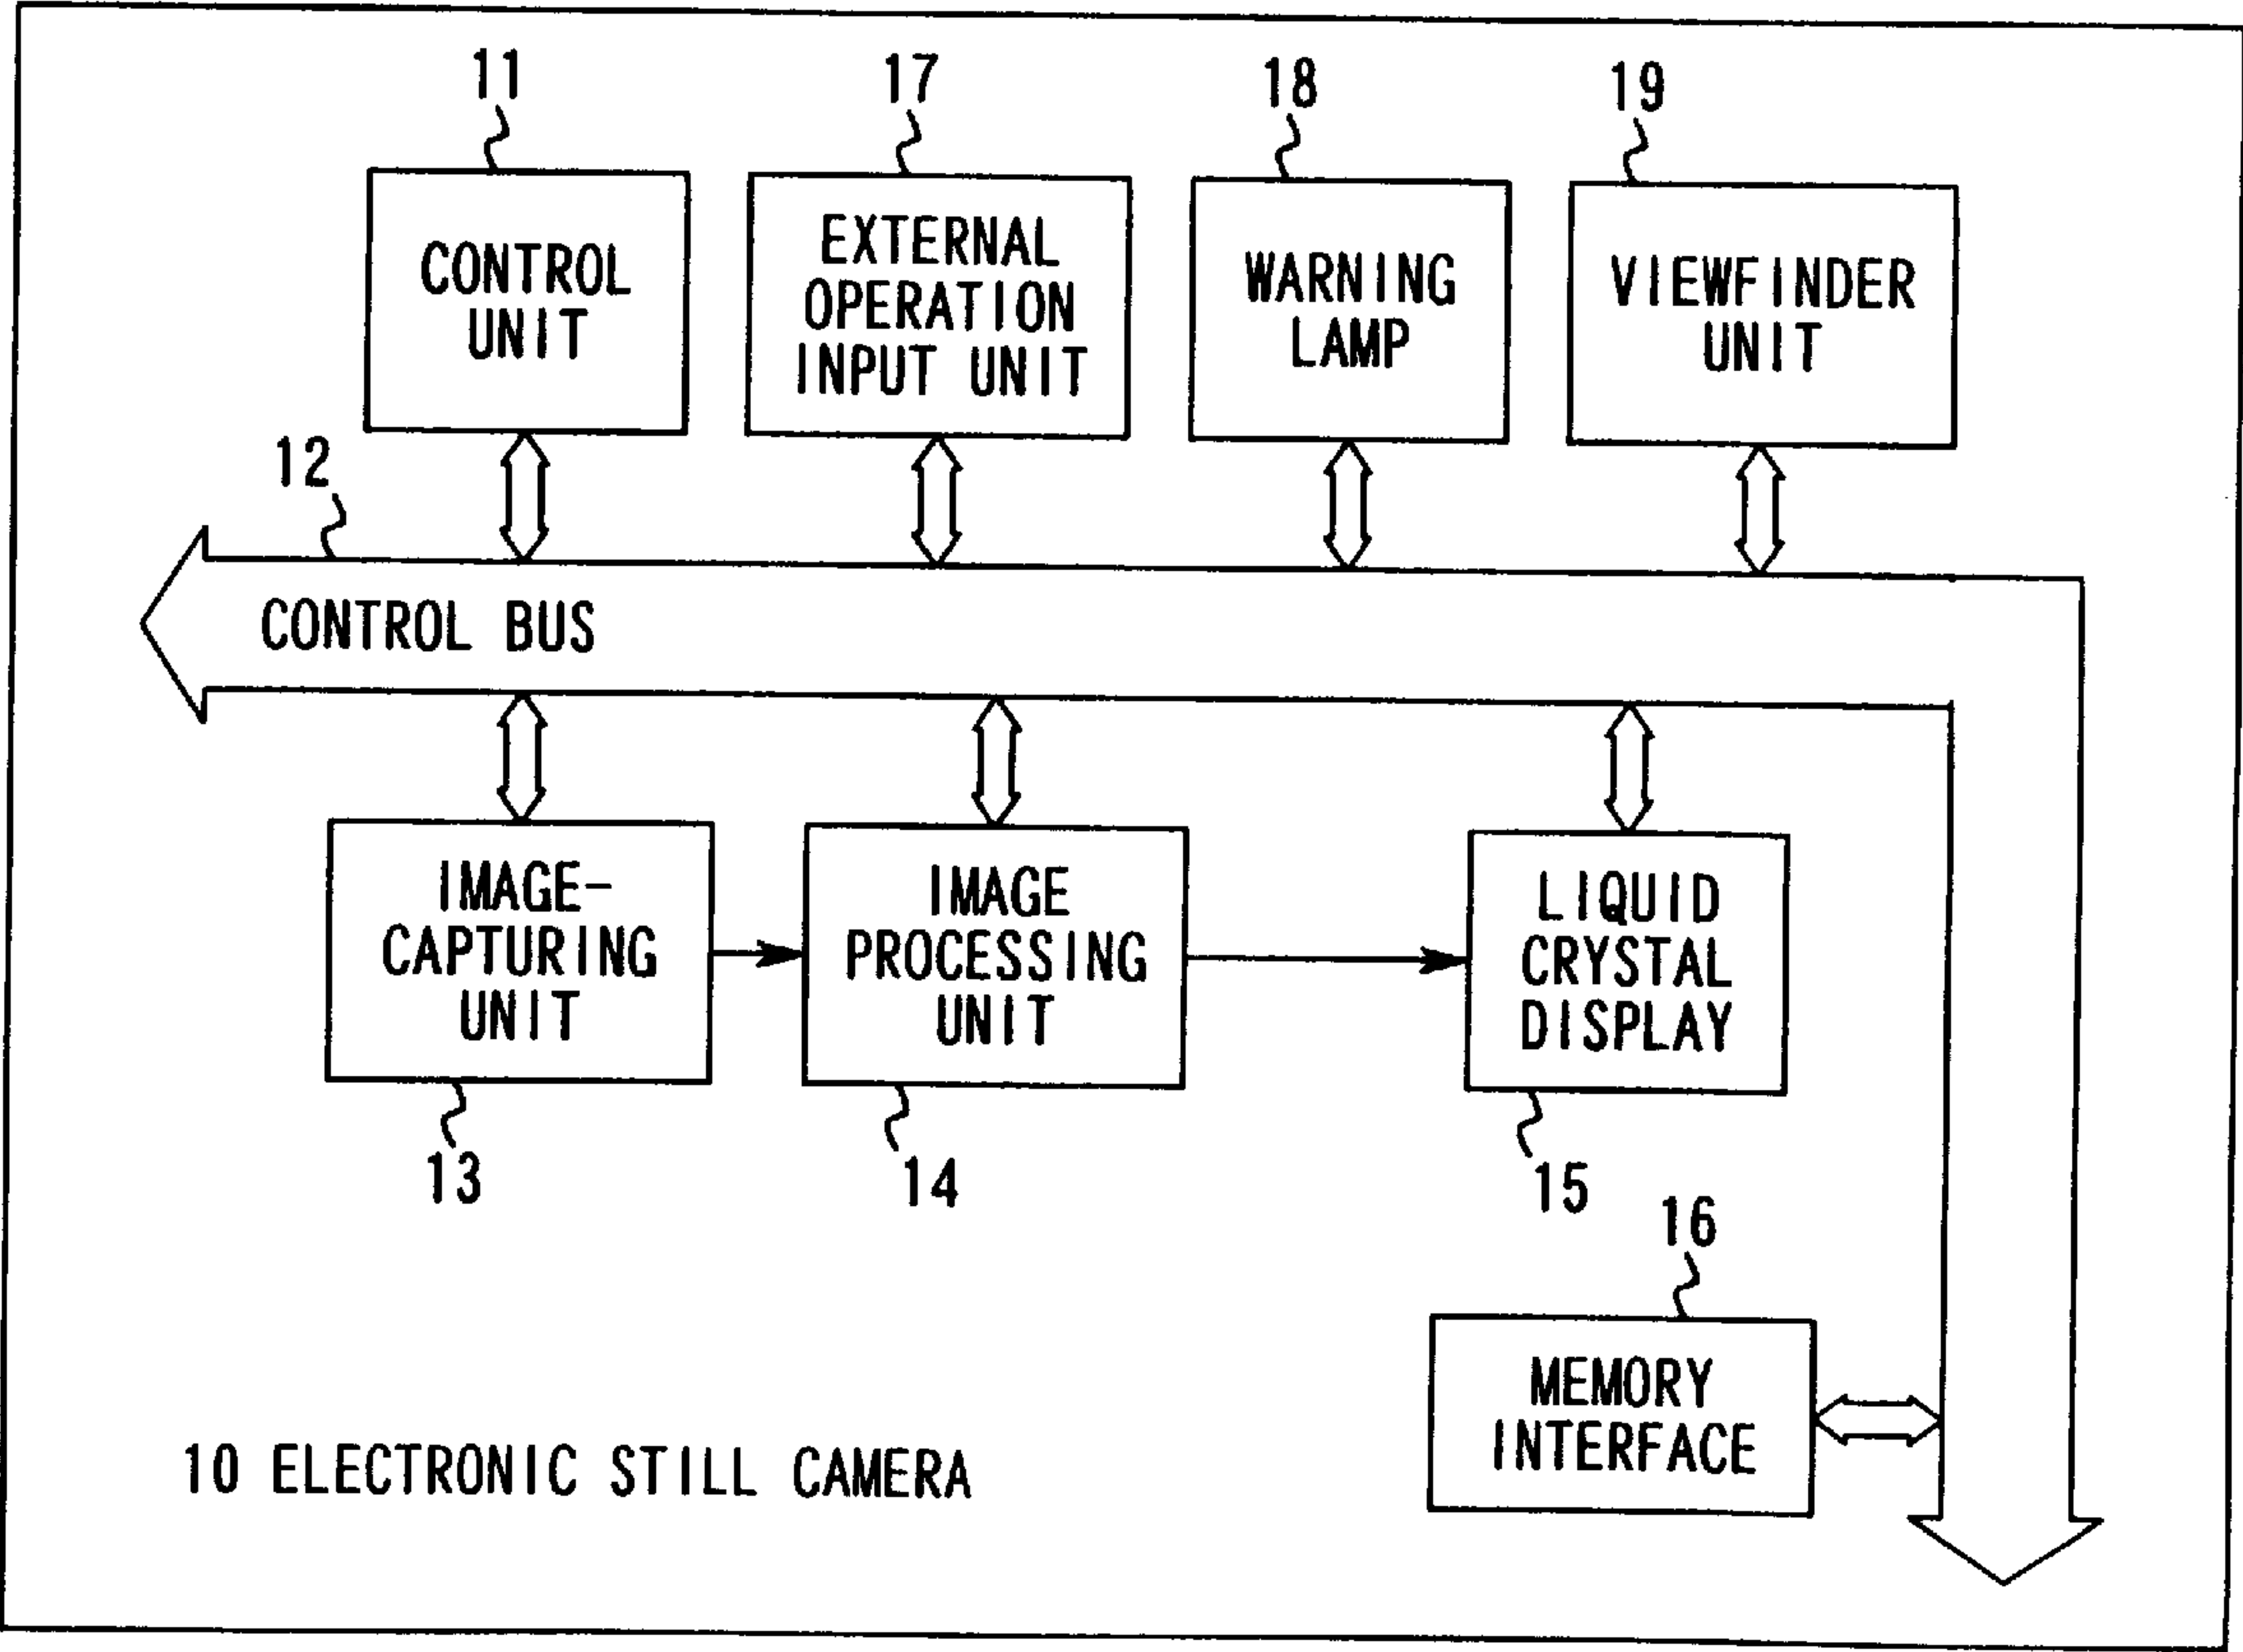 11
17
18
19
CONTROL
UNIT
EXTERNAL
OPERATION
INPUT UNIT
WARNING
LAMP
VIEWFINDER
UNIT
12
CONTROL BUS
IMAGE-
CAPTURING
UNIT
IMAGE
PROCESSING
UNIT
LIQUID
CRYSTAL
DISPLAY
13
14
15
16
MEMORY
INTERFACE
10 ELECTRONIC STILL CAMERA